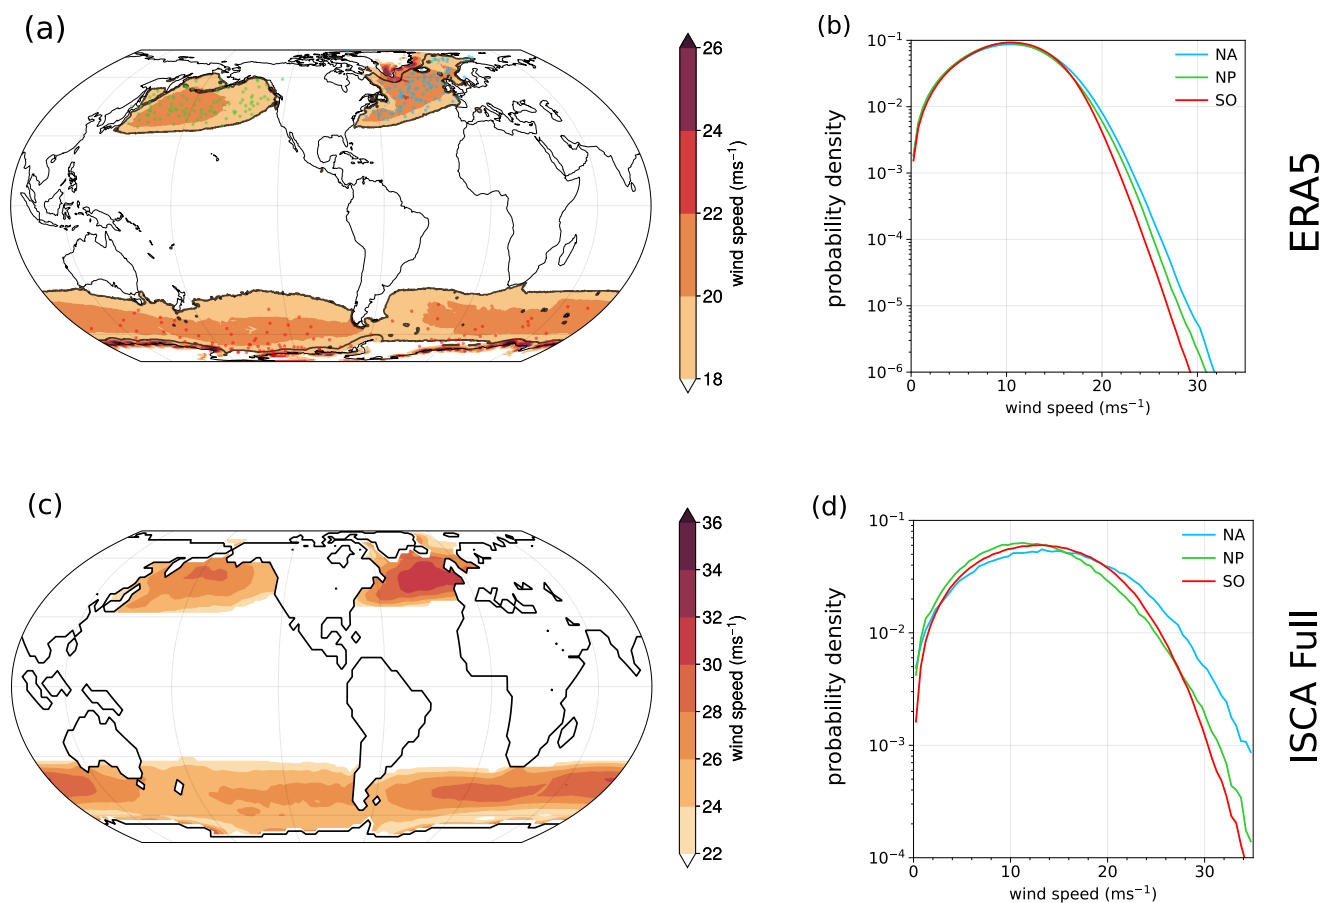 (a)
26
24
22
20
18
wind speed (ms⁻¹)
(b)
10⁻¹
10⁻²
10⁻³
10⁻⁴
10⁻⁵
10⁻⁶
probability density
NA
NP
SO
0
10
20
30
wind speed (ms⁻¹)
ERA5
(c)
36
34
32
30
28
26
24
22
wind speed (ms⁻¹)
(d)
10⁻¹
10⁻²
10⁻³
10⁻⁴
probability density
NA
NP
SO
0
10
20
30
wind speed (ms⁻¹)
ISCA Full